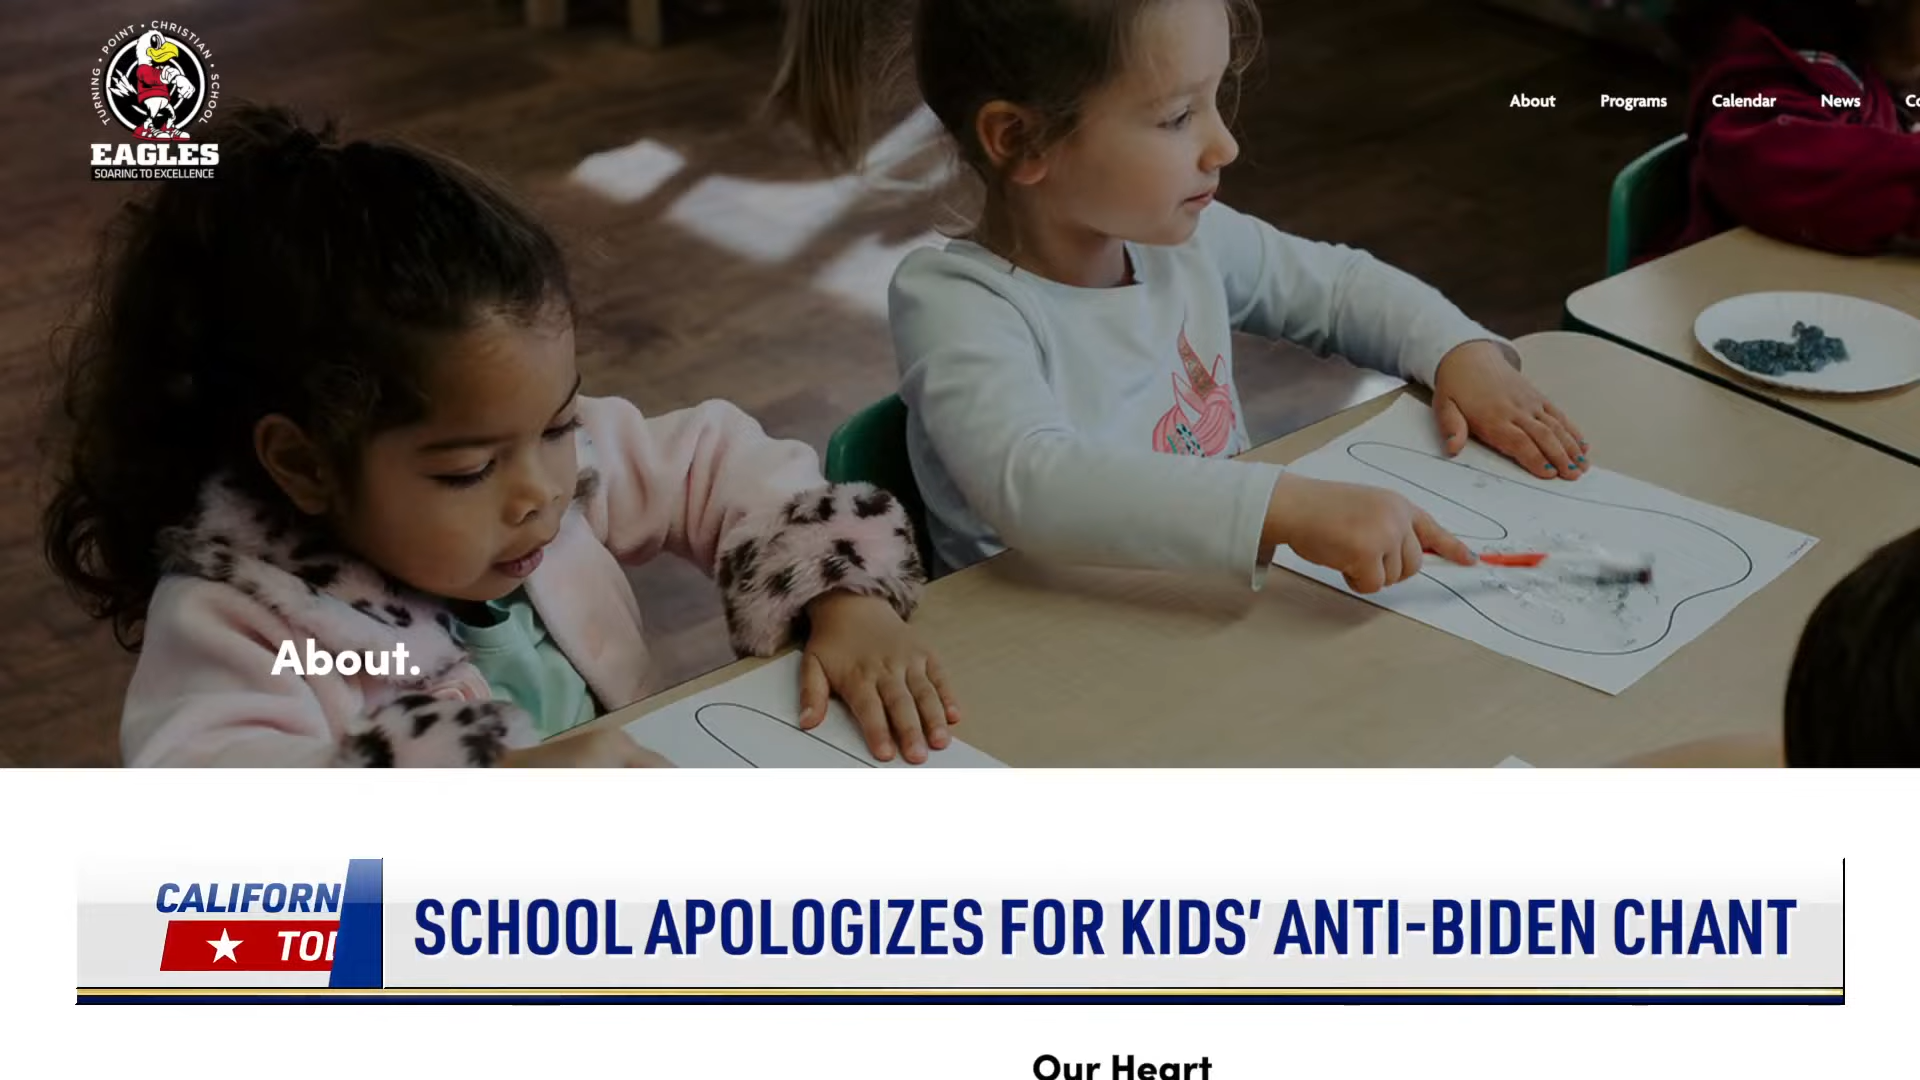 TURNING • POINT • CHRISTIAN • SCHOOL
EAGLES
SOARING TO EXCELLENCE
About Programs Calendar News
About.
CALIFORN
SCHOOL APOLOGIZES FOR KIDS' ANTI-BIDEN CHANT
Our Heart